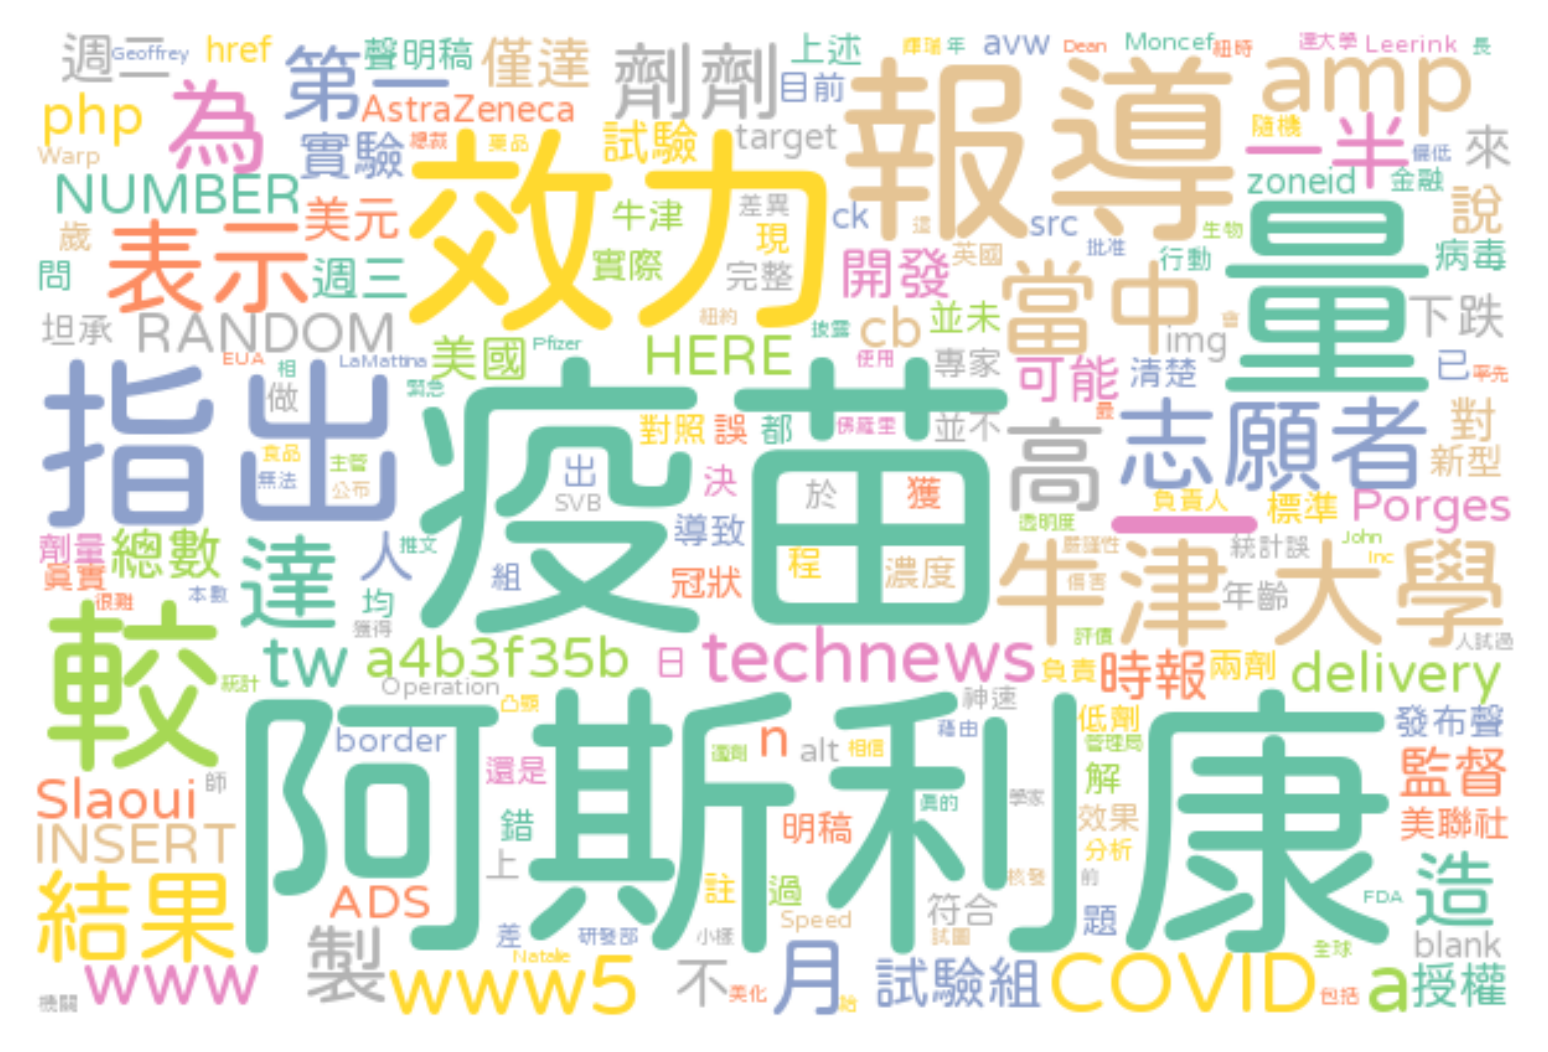 週二 Geoffrey href 第一 聲明稿 僅達 劑劑 上述 輝瑞 年 avw Dean Moncef 紐時 運大學 Leerink 長
php 為 AstraZeneca 目前 報導 amp
Warp 實驗 總裁 藥品 試驗 target 隨機 一半 偏低 來
NUMBER 美元 效力 牛津 差異 ck 這 src zoneid 金融 說
歲 表示 週三 實際 現 完整 開發 英國 批准 行動 生物 量 病毒
問 坦承 RANDOM 紐約 披露 cb 並未 當中 img 會 下跌
EUA 相 LaMattina 美國 Pfizer HERE 使用 專家 可能 清楚 已 率先
指出 做 緊急 疫苗 對照 誤 都 佛羅里 並不 最 志願者 對
食品 無法 主管 公布 出 SVB 決 於 獲 高 新型
劑量 總數 達 人 推文 組 導致 程 濃度 透明度 一 負責人 標準 Porges
真實 很難 本數 均 獲得 冠狀 牛津大學 嚴謹性 傷害 統計誤 年齡 John Inc
較 統計 tw a4b3f35b 日 technews 負責 評價 時報 兩劑 delivery 人試過
Operation 凸顯 阿斯利康 神速 低劑 管理局 發布聲
border 還是 n alt 相信 藉由 解 監督
Slaoui 師 錯 明稿 真的 學家 效果 美聯社
INSERT 上 分析
結果 ADS 註 過 核發 前 符合 FDA 造
製 差 研發部 小樣 Speed 試圖 題 blank
www www5 Natalie 不 美化 月 給 試驗組 COVID 全球 包括 a 授權
機關